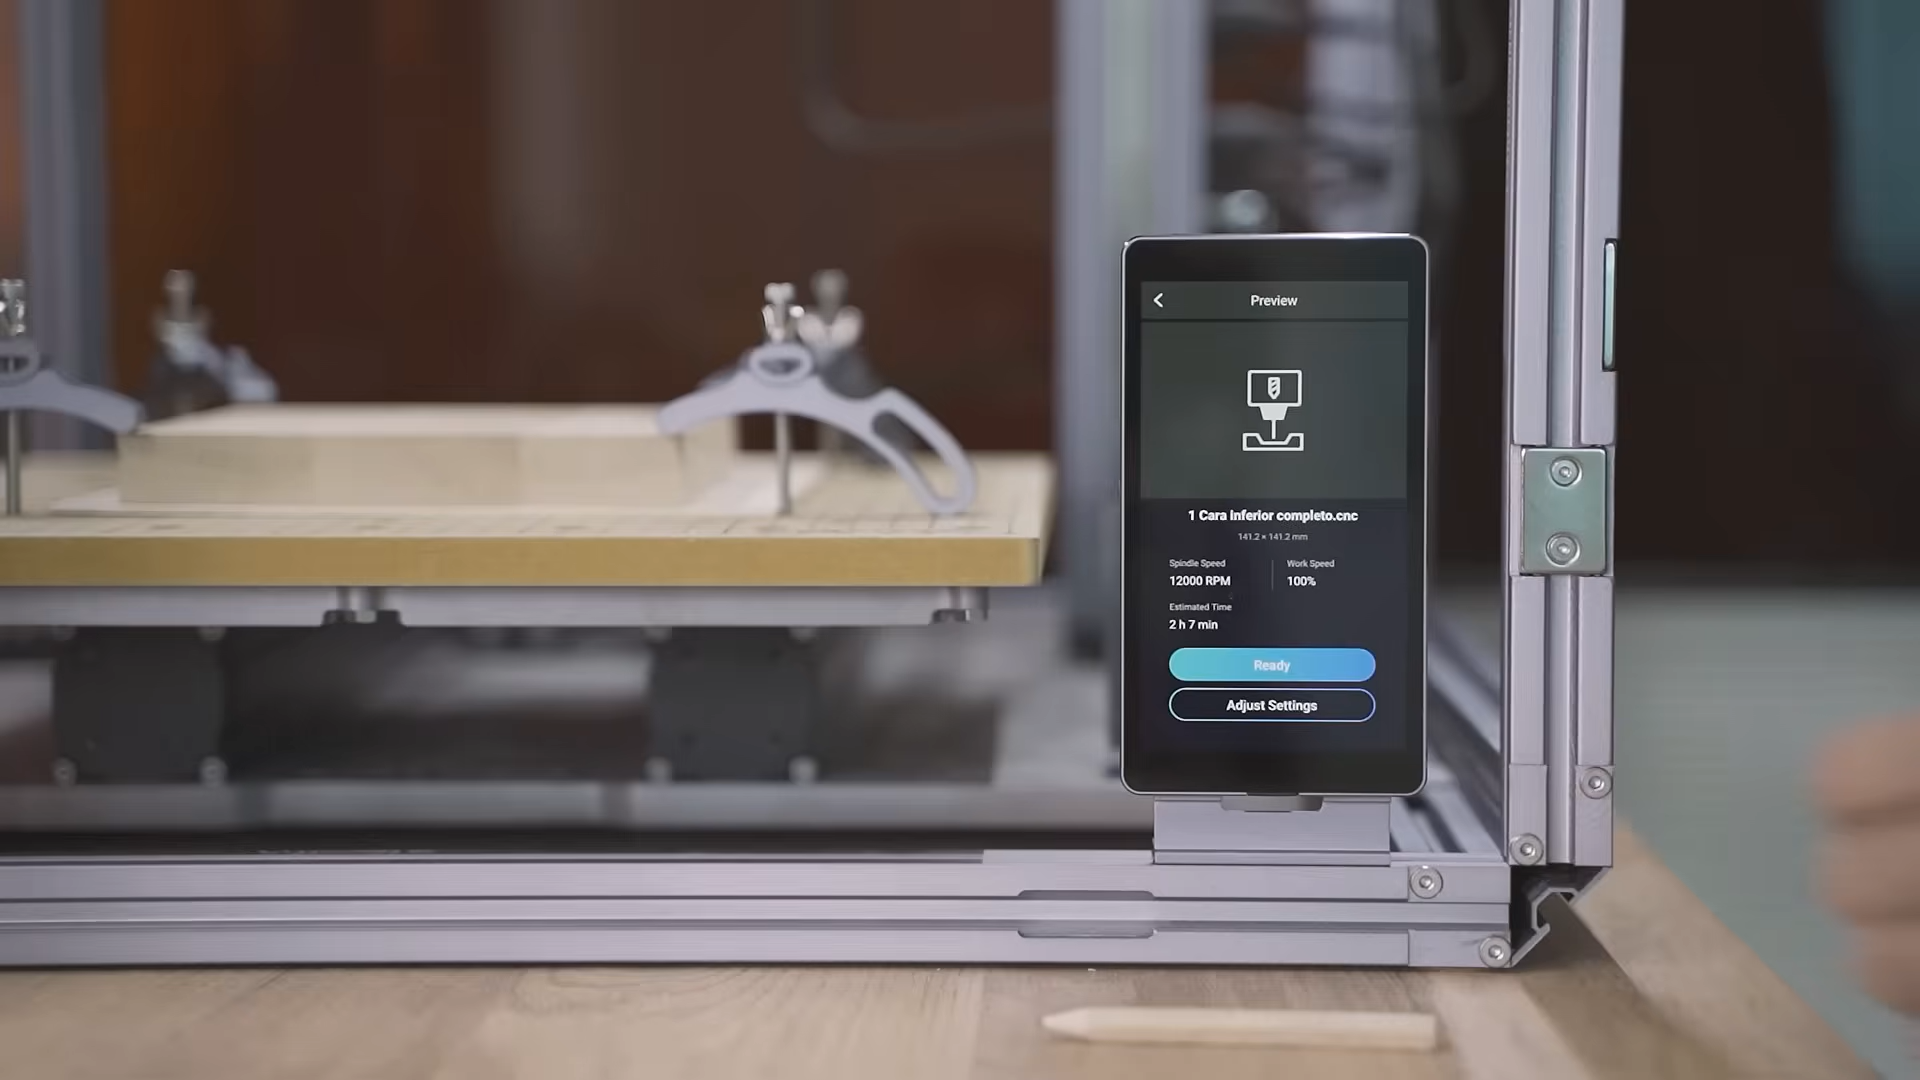 Preview
1 Cara Inferior completo.cnc
141.2 × 141.2 mm
Spindle Speed
Work Speed
12000 RPM
100%
Estimated Time
2 h 7 min
Ready
Adjust Settings